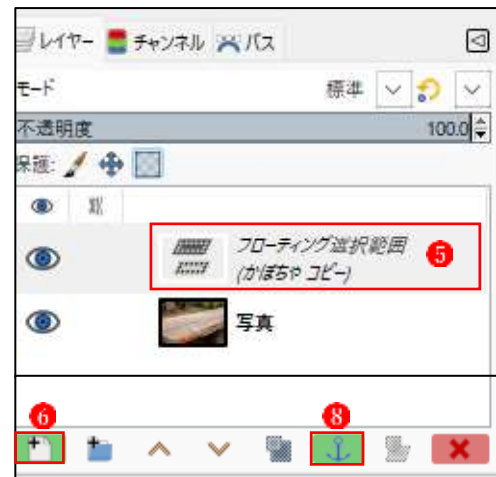 レイヤー チャンネル パス
モード 標準
不透明度 100.0
保護:
フローティング選択範囲
(かぼちゃ コピー)
5
写真
6 8